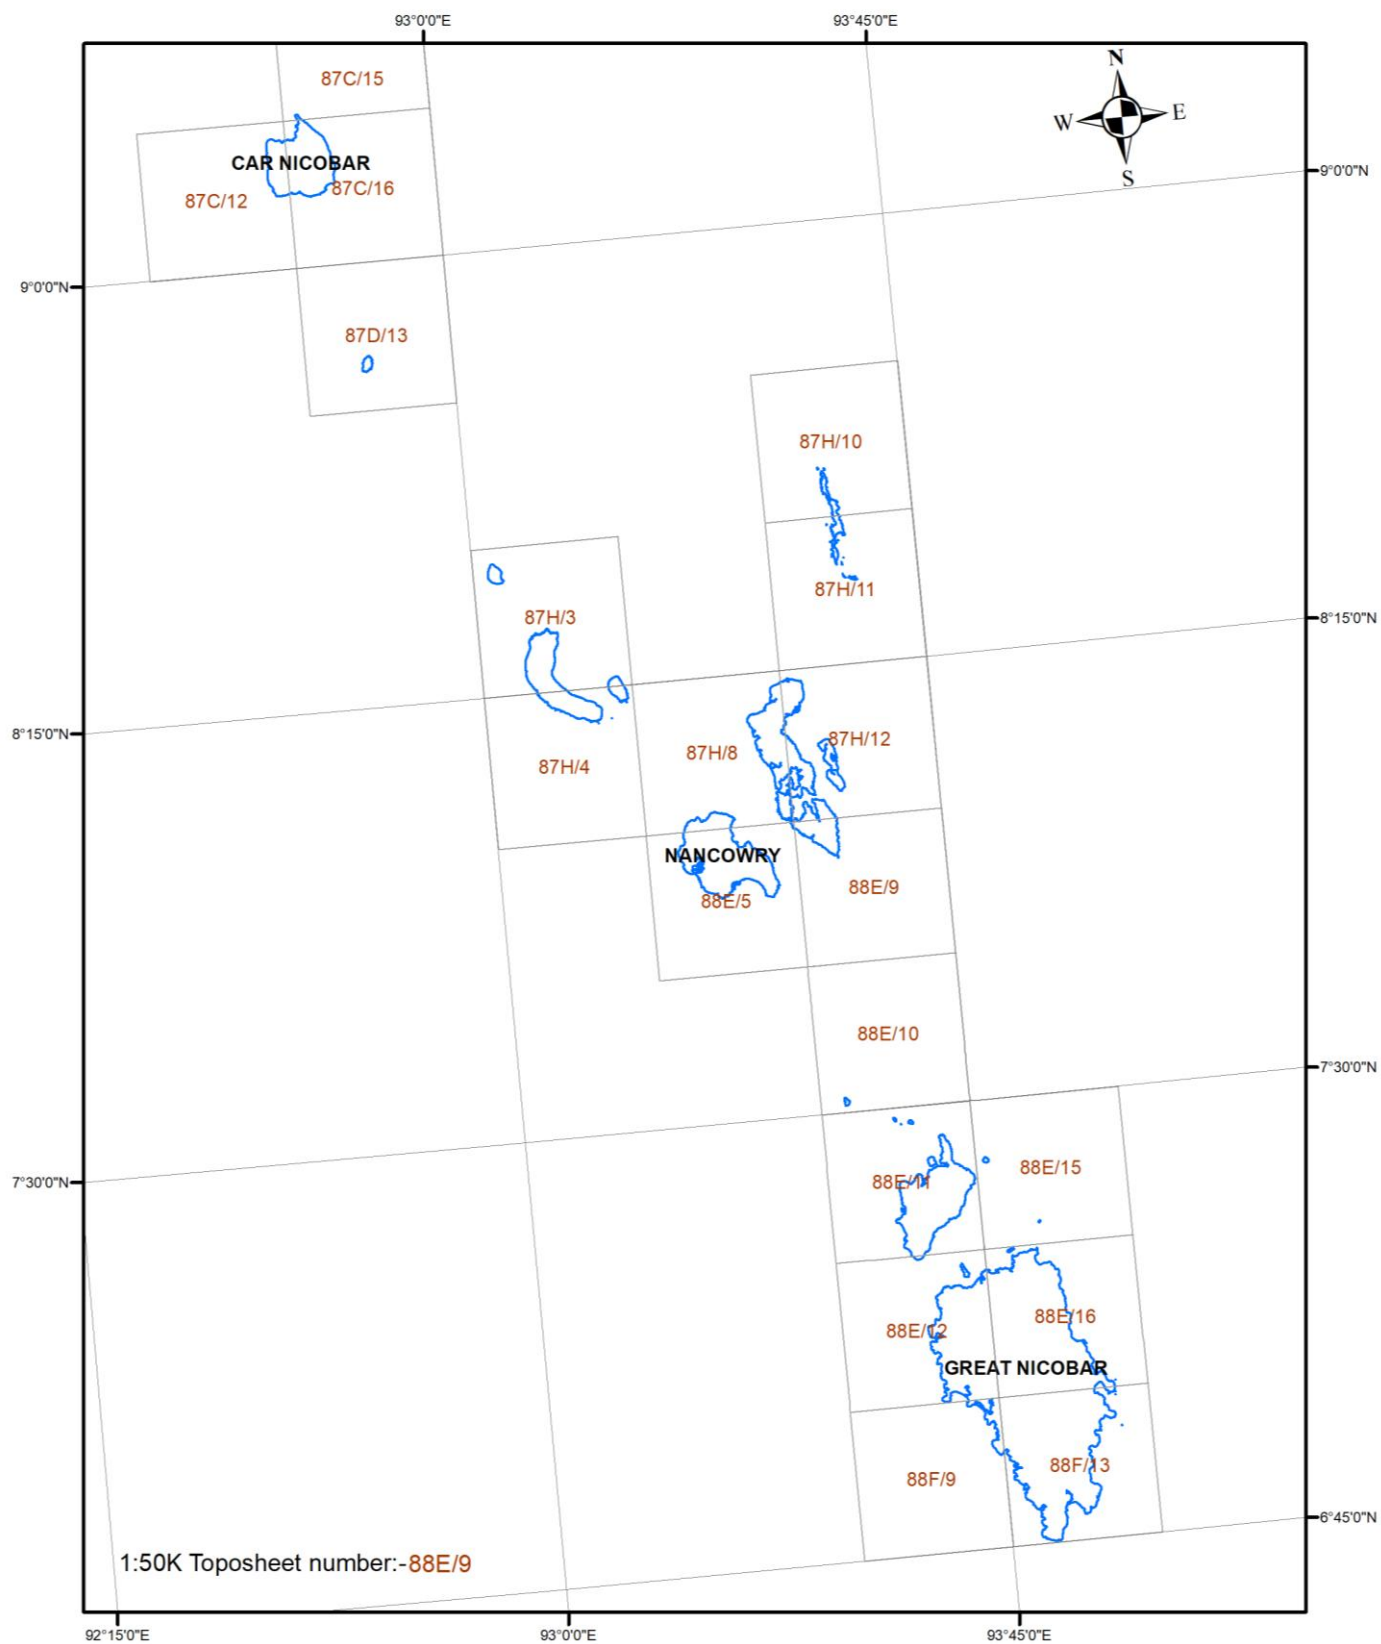 93°0'0"E
93°45'0"E
N
W
E
S
87C/15
CAR NICOBAR
87C/16
87C/12
9°0'0"N
9°0'0"N
87D/13
87H/10
87H/11
87H/3
8°15'0"N
8°15'0"N
87H/12
87H/8
87H/4
NANCOWRY
88E/9
88E/5
88E/10
7°30'0"N
88E/15
88E/11
7°30'0"N
88E/16
88E/12
GREAT NICOBAR
88F/13
88F/9
6°45'0"N
1:50K Toposheet number:-88E/9
92°15'0"E
93°0'0"E
93°45'0"E